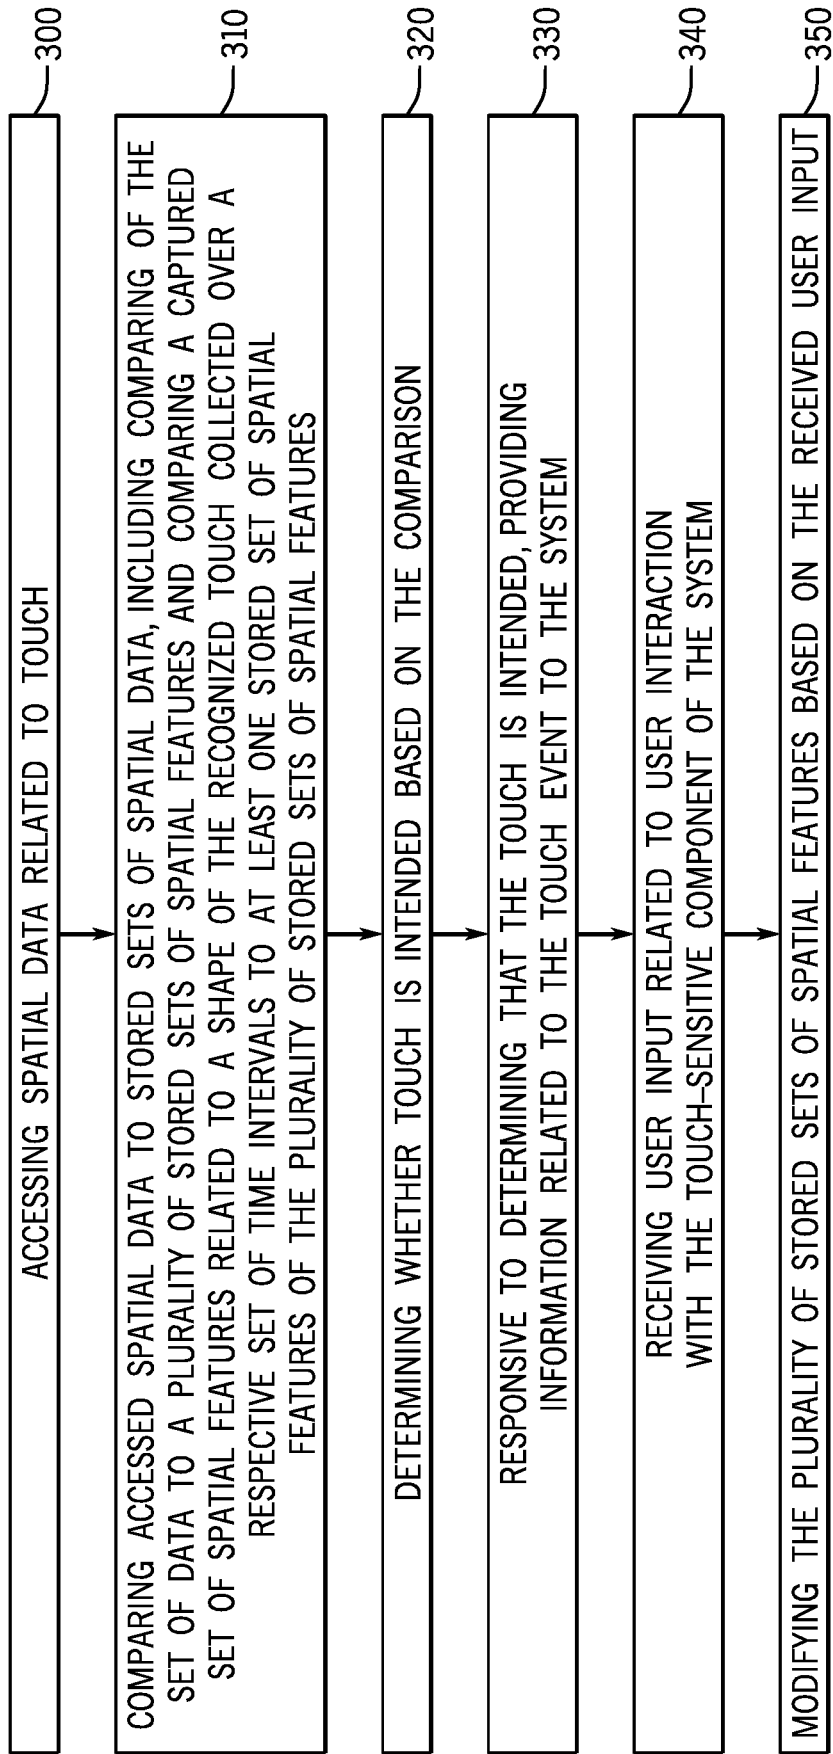 ACCESSING SPATIAL DATA RELATED TO TOUCH
300
COMPARING ACCESSED SPATIAL DATA TO STORED SETS OF SPATIAL DATA, INCLUDING COMPARING OF THE
SET OF DATA TO A PLURALITY OF STORED SETS OF SPATIAL FEATURES AND COMPARING A CAPTURED
SET OF SPATIAL FEATURES RELATED TO A SHAPE OF THE RECOGNIZED TOUCH COLLECTED OVER A
RESPECTIVE SET OF TIME INTERVALS TO AT LEAST ONE STORED SET OF SPATIAL
FEATURES OF THE PLURALITY OF STORED SETS OF SPATIAL FEATURES
310
DETERMINING WHETHER TOUCH IS INTENDED BASED ON THE COMPARISON
320
RESPONSIVE TO DETERMINING THAT THE TOUCH IS INTENDED, PROVIDING
INFORMATION RELATED TO THE TOUCH EVENT TO THE SYSTEM
330
RECEIVING USER INPUT RELATED TO USER INTERACTION
WITH THE TOUCH-SENSITIVE COMPONENT OF THE SYSTEM
340
MODIFYING THE PLURALITY OF STORED SETS OF SPATIAL FEATURES BASED ON THE RECEIVED USER INPUT
350